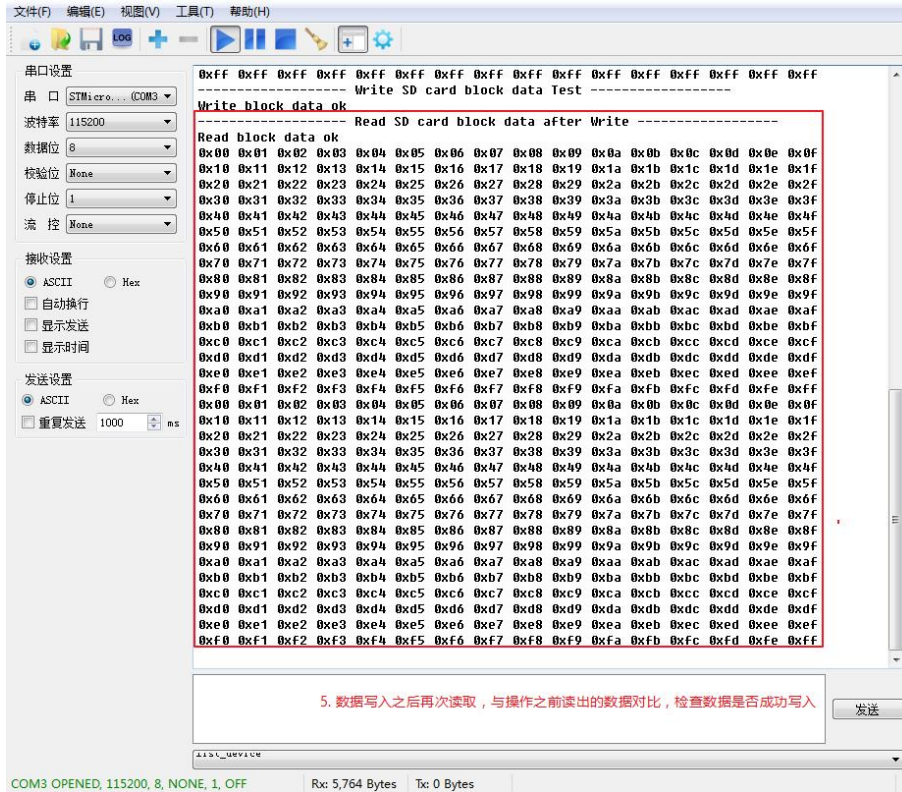 文件(F) 编辑(E) 视图(V) 工具(T) 帮助(H)
LOG
串口设置
串 口 STMicro... (COM3
波特率 115200
数据位 8
校验位 None
停止位 1
流 控 None
接收设置
ASCII Hex
自动换行
显示发送
显示时间
发送设置
ASCII Hex
重复发送 1000 ms
0xff 0xff 0xff 0xff 0xff 0xff 0xff 0xff 0xff 0xff 0xff 0xff 0xff 0xff 0xff 0xff
------------------- Write SD card block data Test ------------------
Write block data ok
------------------- Read SD card block data after Write ------------------
Read block data ok
0x00 0x01 0x02 0x03 0x04 0x05 0x06 0x07 0x08 0x09 0x0a 0x0b 0x0c 0x0d 0x0e 0x0f
0x10 0x11 0x12 0x13 0x14 0x15 0x16 0x17 0x18 0x19 0x1a 0x1b 0x1c 0x1d 0x1e 0x1f
0x20 0x21 0x22 0x23 0x24 0x25 0x26 0x27 0x28 0x29 0x2a 0x2b 0x2c 0x2d 0x2e 0x2f
0x30 0x31 0x32 0x33 0x34 0x35 0x36 0x37 0x38 0x39 0x3a 0x3b 0x3c 0x3d 0x3e 0x3f
0x40 0x41 0x42 0x43 0x44 0x45 0x46 0x47 0x48 0x49 0x4a 0x4b 0x4c 0x4d 0x4e 0x4f
0x50 0x51 0x52 0x53 0x54 0x55 0x56 0x57 0x58 0x59 0x5a 0x5b 0x5c 0x5d 0x5e 0x5f
0x60 0x61 0x62 0x63 0x64 0x65 0x66 0x67 0x68 0x69 0x6a 0x6b 0x6c 0x6d 0x6e 0x6f
0x70 0x71 0x72 0x73 0x74 0x75 0x76 0x77 0x78 0x79 0x7a 0x7b 0x7c 0x7d 0x7e 0x7f
0x80 0x81 0x82 0x83 0x84 0x85 0x86 0x87 0x88 0x89 0x8a 0x8b 0x8c 0x8d 0x8e 0x8f
0x90 0x91 0x92 0x93 0x94 0x95 0x96 0x97 0x98 0x99 0x9a 0x9b 0x9c 0x9d 0x9e 0x9f
0xa0 0xa1 0xa2 0xa3 0xa4 0xa5 0xa6 0xa7 0xa8 0xa9 0xaa 0xab 0xac 0xad 0xae 0xaf
0xb0 0xb1 0xb2 0xb3 0xb4 0xb5 0xb6 0xb7 0xb8 0xb9 0xba 0xbb 0xbc 0xbd 0xbe 0xbf
0xc0 0xc1 0xc2 0xc3 0xc4 0xc5 0xc6 0xc7 0xc8 0xc9 0xca 0xcb 0xcc 0xcd 0xce 0xcf
0xd0 0xd1 0xd2 0xd3 0xd4 0xd5 0xd6 0xd7 0xd8 0xd9 0xda 0xdb 0xdc 0xdd 0xde 0xdf
0xe0 0xe1 0xe2 0xe3 0xe4 0xe5 0xe6 0xe7 0xe8 0xe9 0xea 0xeb 0xec 0xed 0xee 0xef
0xf0 0xf1 0xf2 0xf3 0xf4 0xf5 0xf6 0xf7 0xf8 0xf9 0xfa 0xfb 0xfc 0xfd 0xfe 0xff
0x00 0x01 0x02 0x03 0x04 0x05 0x06 0x07 0x08 0x09 0x0a 0x0b 0x0c 0x0d 0x0e 0x0f
0x10 0x11 0x12 0x13 0x14 0x15 0x16 0x17 0x18 0x19 0x1a 0x1b 0x1c 0x1d 0x1e 0x1f
0x20 0x21 0x22 0x23 0x24 0x25 0x26 0x27 0x28 0x29 0x2a 0x2b 0x2c 0x2d 0x2e 0x2f
0x30 0x31 0x32 0x33 0x34 0x35 0x36 0x37 0x38 0x39 0x3a 0x3b 0x3c 0x3d 0x3e 0x3f
0x40 0x41 0x42 0x43 0x44 0x45 0x46 0x47 0x48 0x49 0x4a 0x4b 0x4c 0x4d 0x4e 0x4f
0x50 0x51 0x52 0x53 0x54 0x55 0x56 0x57 0x58 0x59 0x5a 0x5b 0x5c 0x5d 0x5e 0x5f
0x60 0x61 0x62 0x63 0x64 0x65 0x66 0x67 0x68 0x69 0x6a 0x6b 0x6c 0x6d 0x6e 0x6f
0x70 0x71 0x72 0x73 0x74 0x75 0x76 0x77 0x78 0x79 0x7a 0x7b 0x7c 0x7d 0x7e 0x7f
0x80 0x81 0x82 0x83 0x84 0x85 0x86 0x87 0x88 0x89 0x8a 0x8b 0x8c 0x8d 0x8e 0x8f
0x90 0x91 0x92 0x93 0x94 0x95 0x96 0x97 0x98 0x99 0x9a 0x9b 0x9c 0x9d 0x9e 0x9f
0xa0 0xa1 0xa2 0xa3 0xa4 0xa5 0xa6 0xa7 0xa8 0xa9 0xaa 0xab 0xac 0xad 0xae 0xaf
0xb0 0xb1 0xb2 0xb3 0xb4 0xb5 0xb6 0xb7 0xb8 0xb9 0xba 0xbb 0xbc 0xbd 0xbe 0xbf
0xc0 0xc1 0xc2 0xc3 0xc4 0xc5 0xc6 0xc7 0xc8 0xc9 0xca 0xcb 0xcc 0xcd 0xce 0xcf
0xd0 0xd1 0xd2 0xd3 0xd4 0xd5 0xd6 0xd7 0xd8 0xd9 0xda 0xdb 0xdc 0xdd 0xde 0xdf
0xe0 0xe1 0xe2 0xe3 0xe4 0xe5 0xe6 0xe7 0xe8 0xe9 0xea 0xeb 0xec 0xed 0xee 0xef
0xf0 0xf1 0xf2 0xf3 0xf4 0xf5 0xf6 0xf7 0xf8 0xf9 0xfa 0xfb 0xfc 0xfd 0xfe 0xff
5. 数据写入之后再次读取，与操作之前读出的数据对比，检查数据是否成功写入
发送
list_device
COM3 OPENED, 115200, 8, NONE, 1, OFF Rx: 5,764 Bytes Tx: 0 Bytes